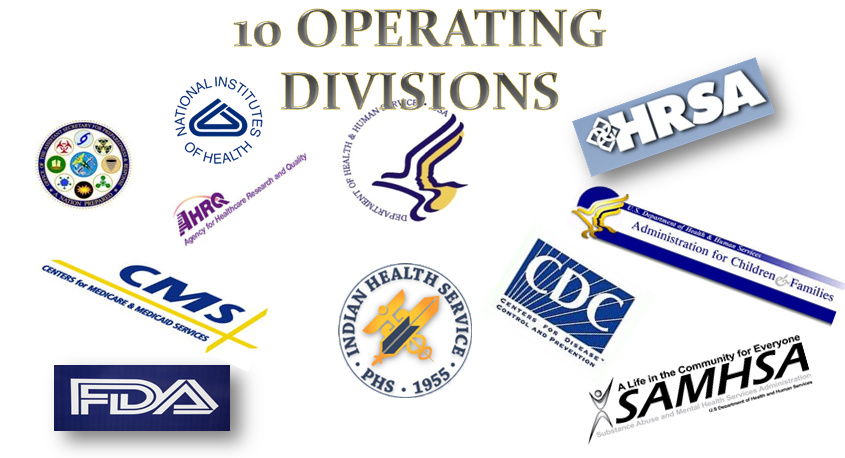 10 OPERATING
DIVISIONS
NATIONAL INSTITUTES
OF HEALTH
HRSA
DEPARTMENT OF HEALTH & HUMAN SERVICES · USA
A NATION PREPARED
AHRQ
Agency for Healthcare Research and Quality
U.S. Department of Health & Human Services
Administration for Children & Families
CMS
CENTERS for MEDICARE & MEDICAID SERVICES
INDIAN HEALTH SERVICE
PHS · 1955
CDC
CENTERS FOR DISEASE
CONTROL AND PREVENTION
FDA
A Life in the Community for Everyone
SAMHSA
Substance Abuse and Mental Health Services Administration
U.S Department of Health and Human Services